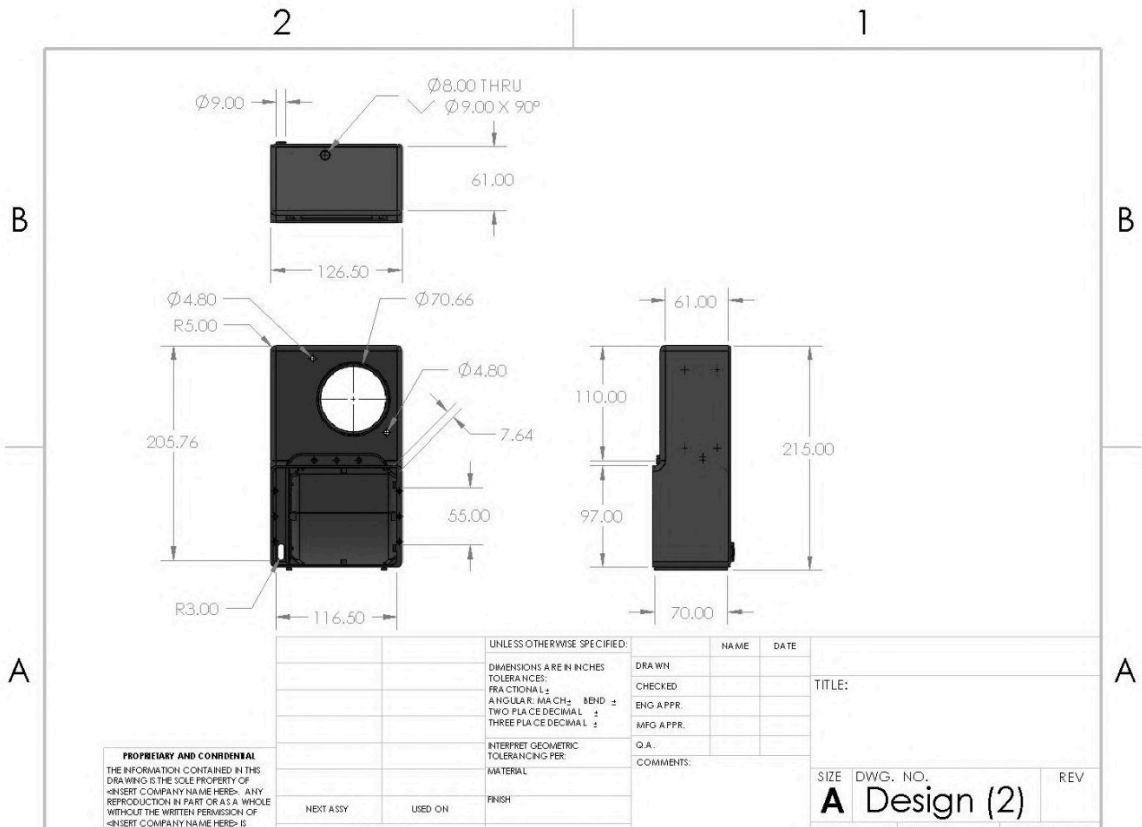 2
1
Ø8.00 THRU
Ø9.00
Ø9.00 X 90°
61.00
B
B
126.50
Ø4.80
Ø70.66
61.00
R5.00
Ø4.80
110.00
205.76
7.64
215.00
55.00
97.00
R3.00
116.50
70.00
A
A
UNLESS OTHERWISE SPECIFIED:
DIMENSIONS ARE IN INCHES
TOLERANCES:
FRACTIONAL ±
ANGULAR: MACH ± BEND ±
TWO PLACE DECIMAL ±
THREE PLACE DECIMAL ±
INTERPRET GEOMETRIC
TOLERANCING PER:
MATERIAL
FINISH
NAME DATE
DRAWN
CHECKED
ENG APPR.
MFG APPR.
Q.A.
COMMENTS:
TITLE:
SIZE DWG. NO. REV
A Design (2)
PROPRIETARY AND CONFIDENTIAL
THE INFORMATION CONTAINED IN THIS
DRAWING IS THE SOLE PROPERTY OF
<INSERT COMPANY NAME HERE>. ANY
REPRODUCTION IN PART OR AS A WHOLE
WITHOUT THE WRITTEN PERMISSION OF
<INSERT COMPANY NAME HERE> IS
NEXT ASSY USED ON